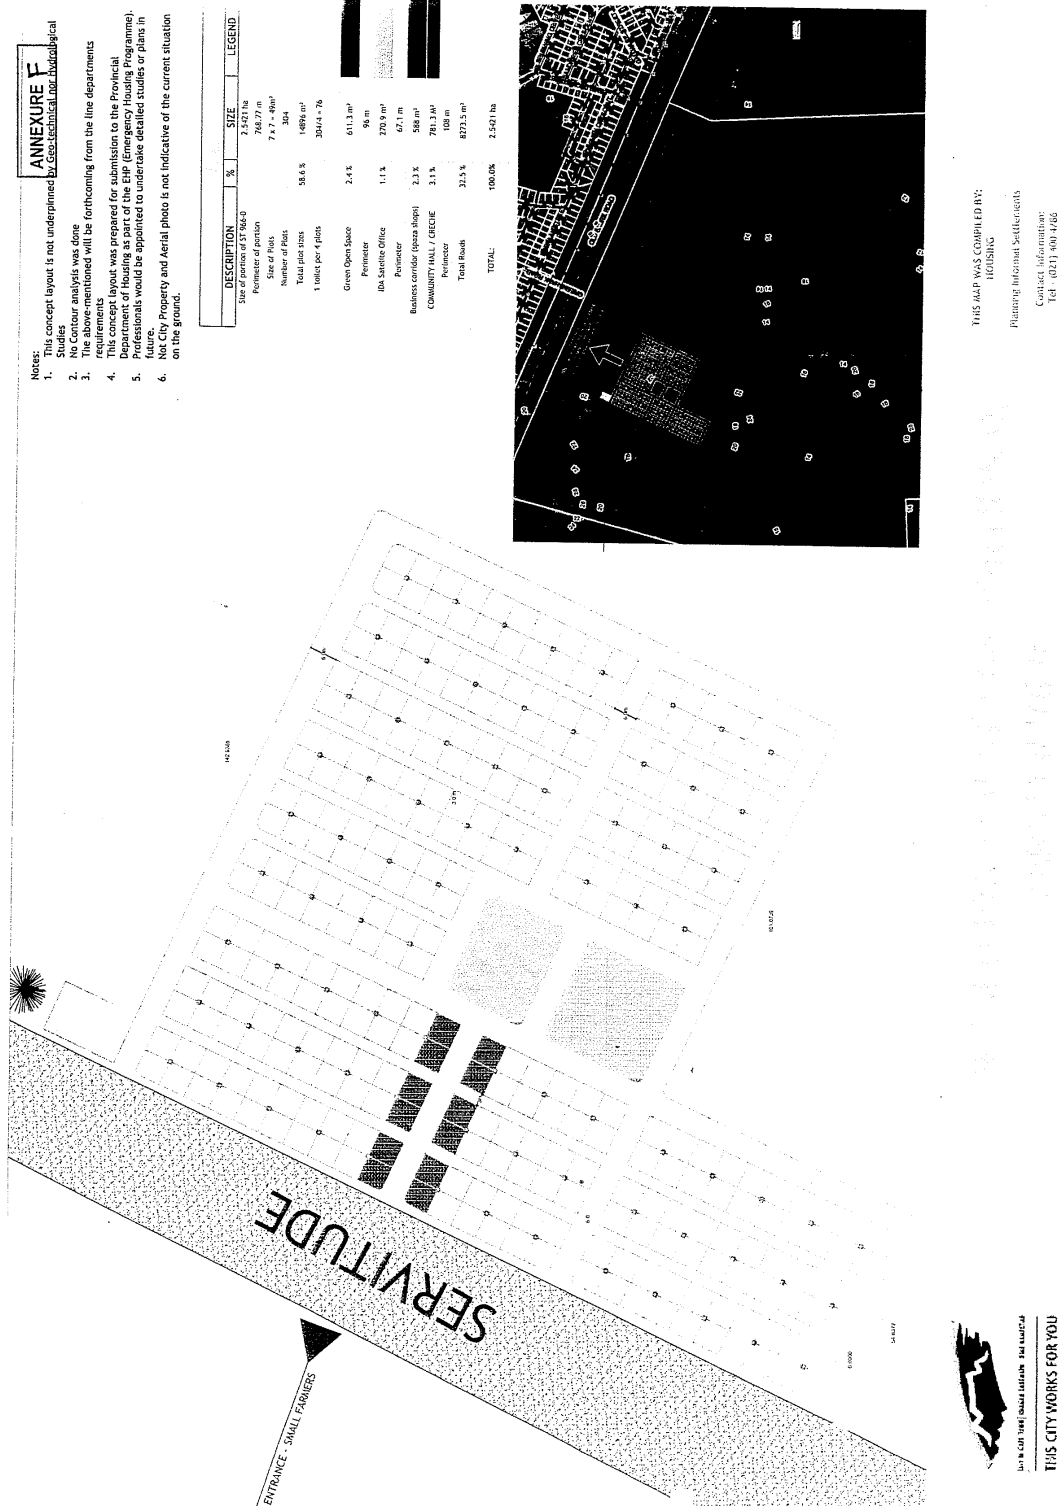 ANNEXURE F
Notes:
1. This concept layout is not underpinned by Geo-technical nor Hydrological
Studies
2. No Contour analysis was done
3. The above-mentioned will be forthcoming from the line departments
requirements
4. This concept layout was prepared for submission to the Provincial
Department of Housing as part of the EHP (Emergency Housing Programme).
5. Professionals would be appointed to undertake detailed studies or plans in
future.
6. Not City Property and Aerial photo is not indicative of the current situation
on the ground.
DESCRIPTION % SIZE LEGEND
Size of portion of ST 966-0 2.5421 ha
Perimeter of portion 768.77 m
Size of Plots 7 x 7 = 49m²
Number of Plots 304
Total plot sizes 58.6 % 14896 m²
1 toilet per 4 plots 304/4 = 76
Green Open Space 2.4 % 611.3 m²
Perimeter 96 m
IDA Satellite Office 1.1 % 270.9 m²
Perimeter 67.1 m
Business corridor (spaza shops) 2.3 % 588 m²
COMMUNITY HALL / CRECHE 3.1 % 781.3 M²
Perimeter 108 m
Total Roads 32.5 % 8273.5 m²
TOTAL: 100.0% 2.5421 ha
SERVITUDE
ENTRANCE - SMALL FARMERS
THIS MAP WAS COMPILED BY:
HOUSING
Planning Informal Settlements
Contact Information:
Tel : (021) 400 4786
THIS CITY WORKS FOR YOU